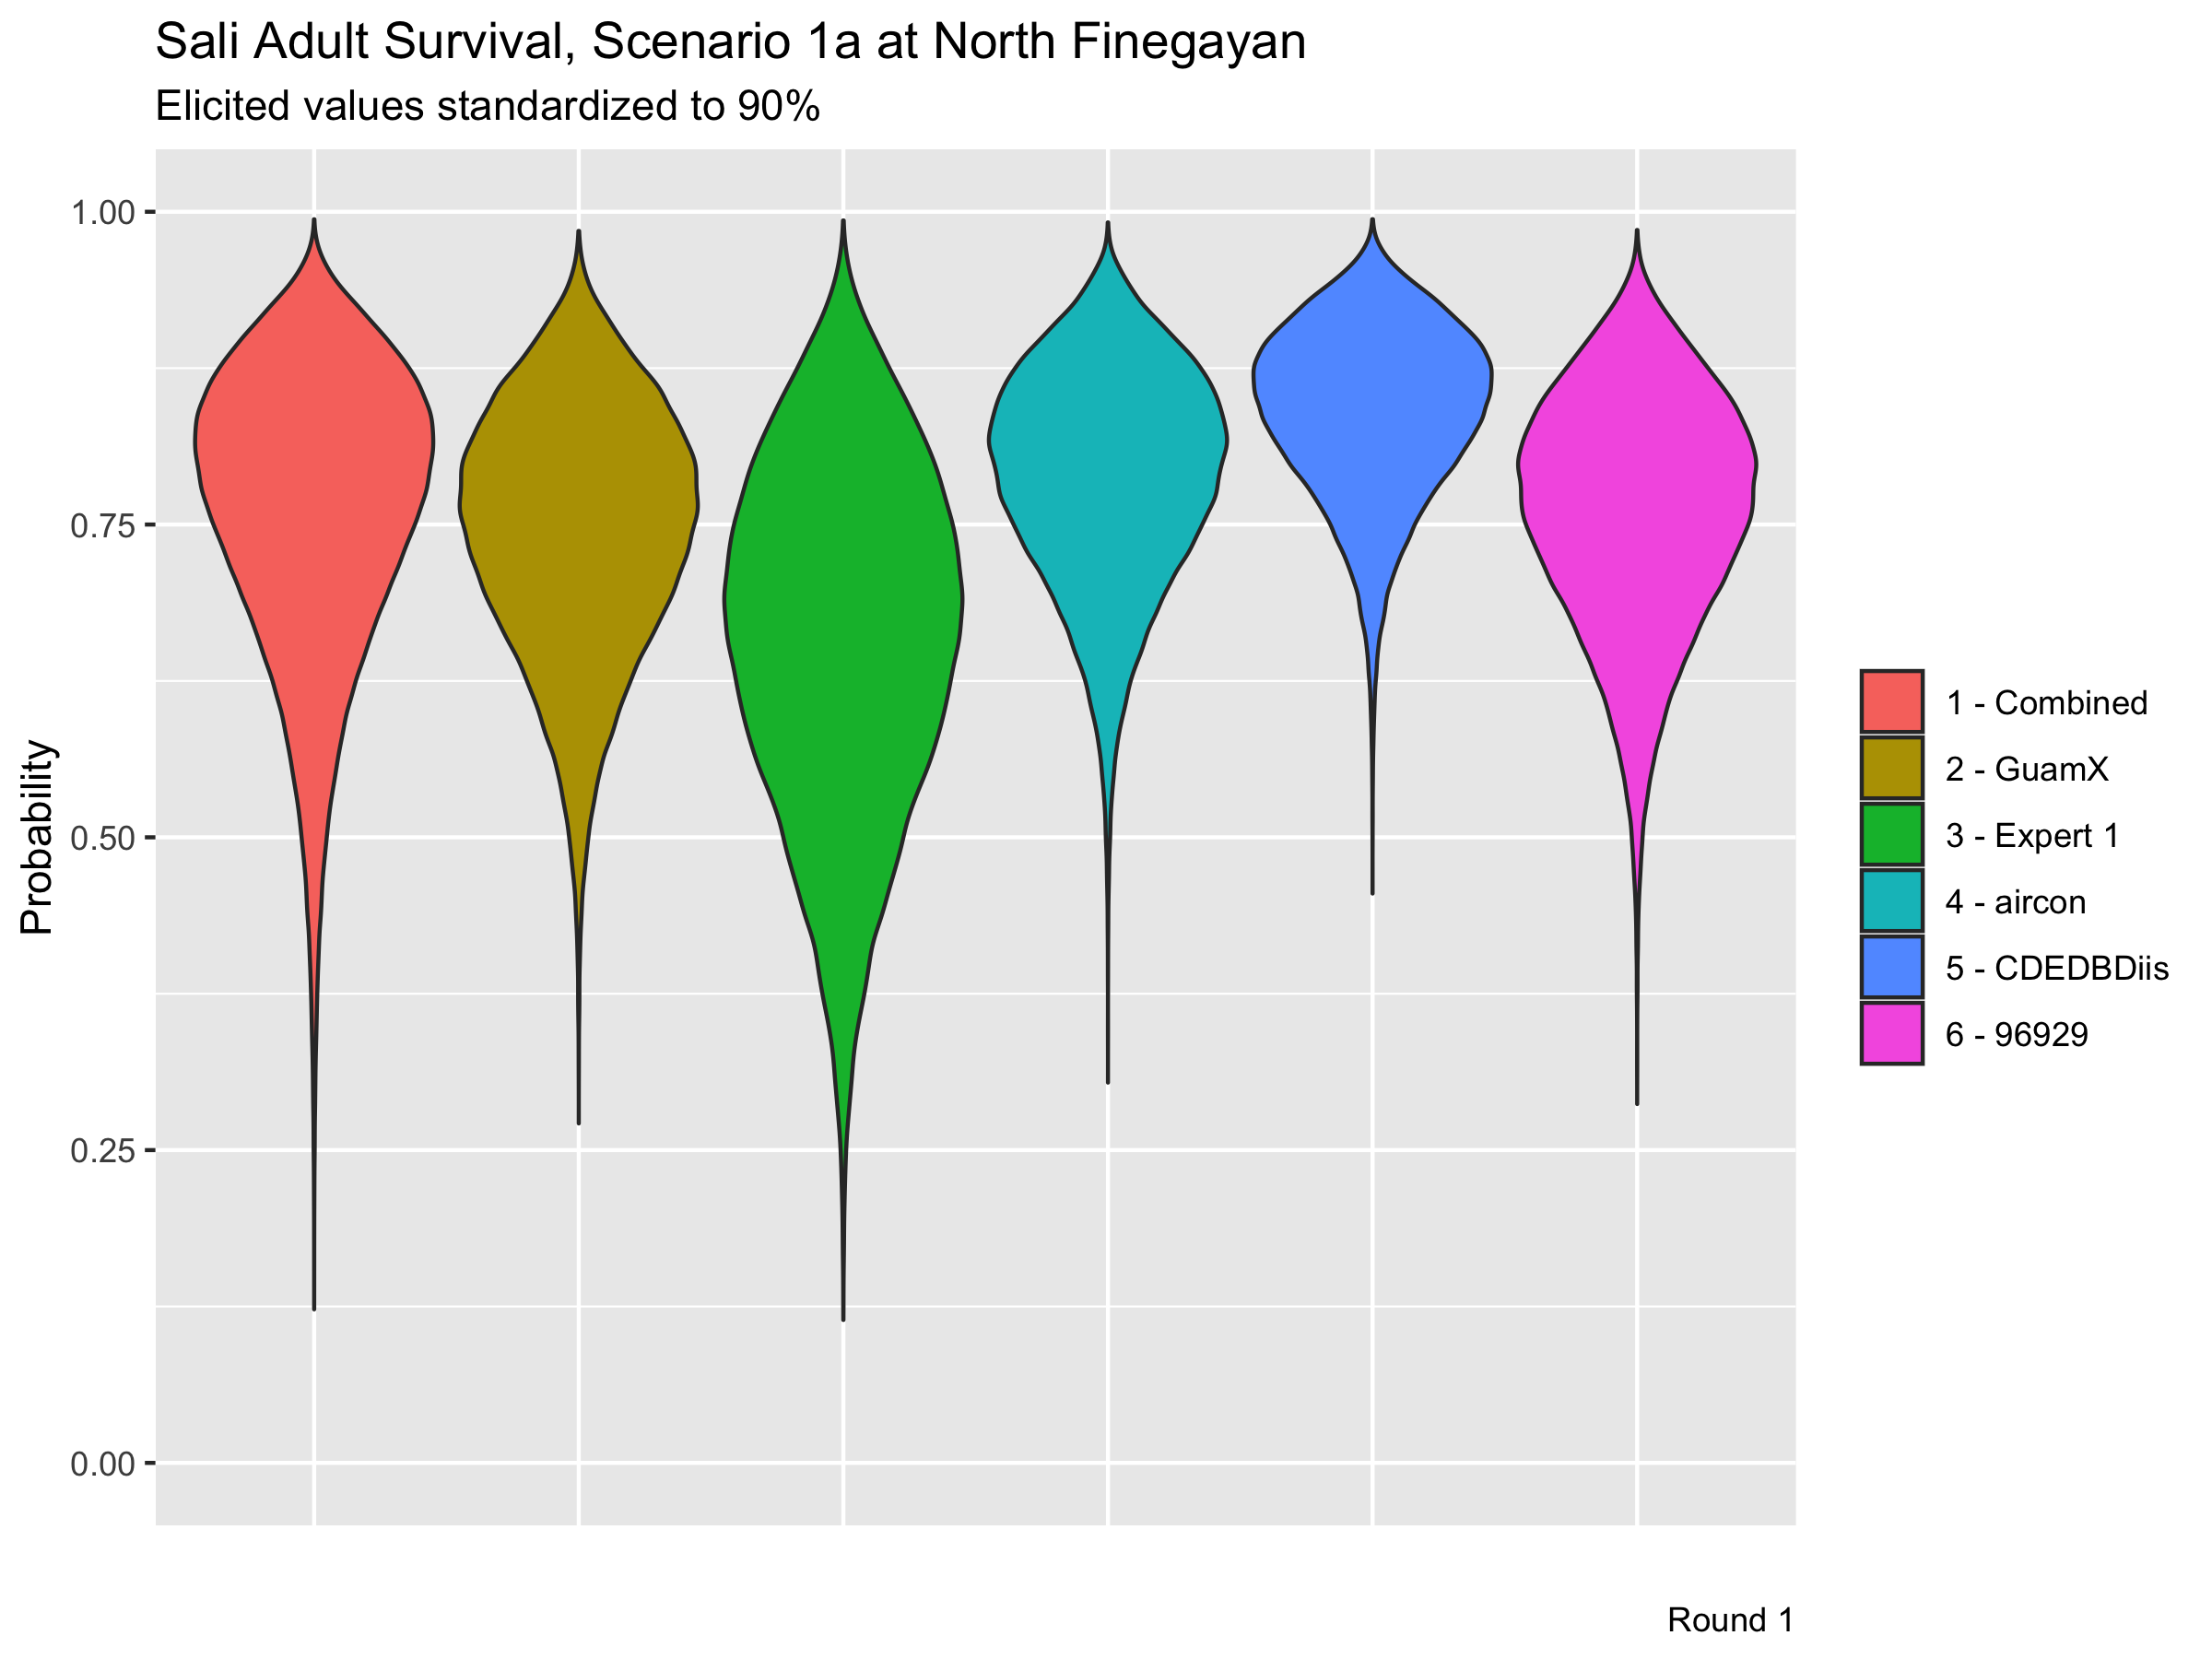 Sali Adult Survival, Scenario 1a at North Finegayan
Elicited values standardized to 90%
1.00
0.75
0.50
0.25
0.00
Probability
1 - Combined
2 - GuamX
3 - Expert 1
4 - aircon
5 - CDEDBDiis
6 - 96929
Round 1